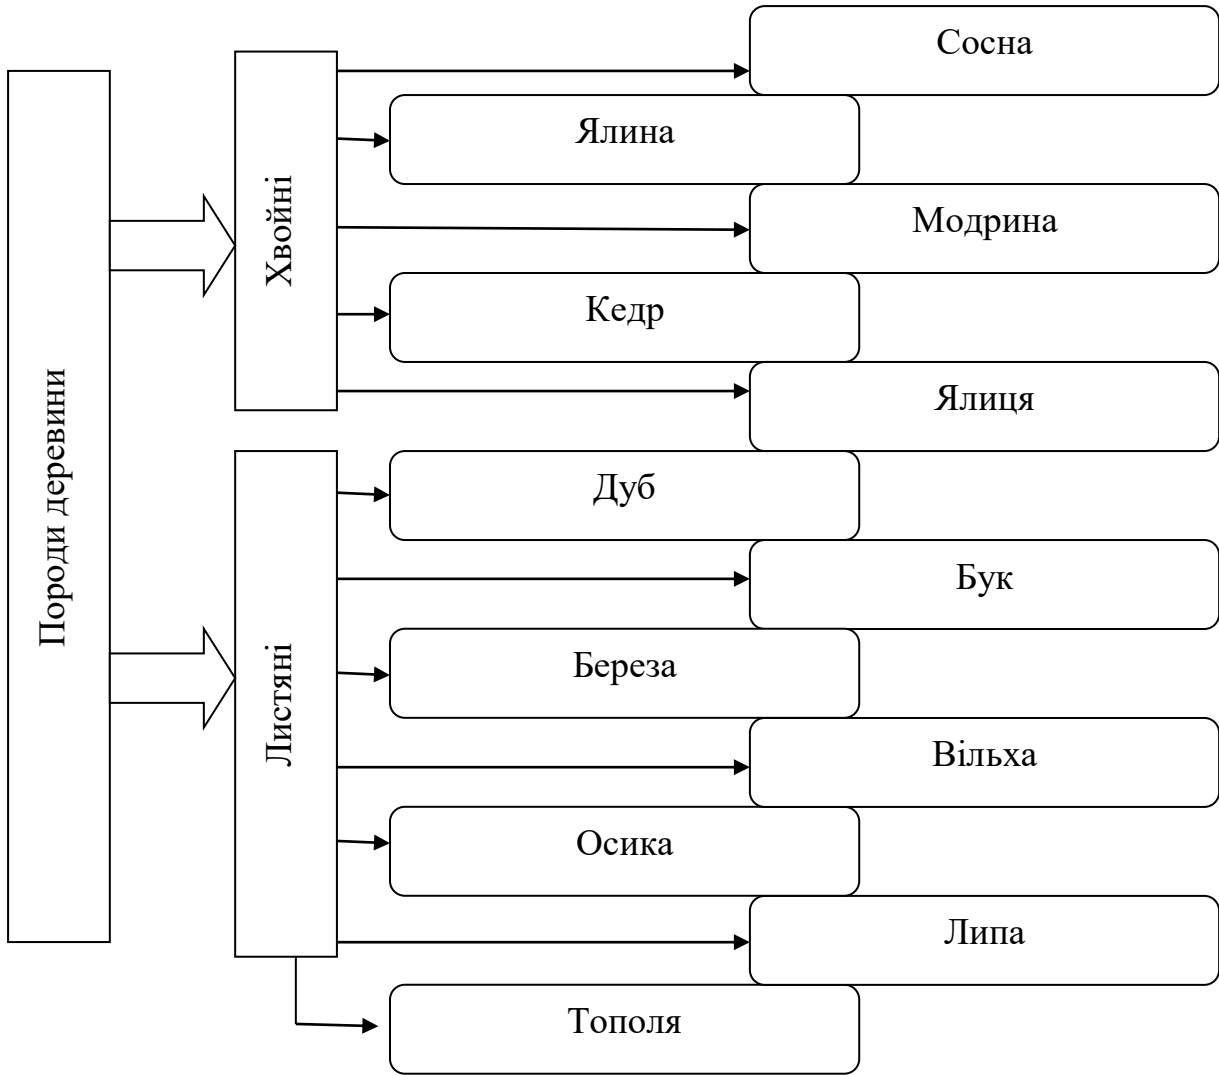 Породи деревини
Хвойні
Сосна
Ялина
Модрина
Кедр
Ялиця
Листяні
Дуб
Бук
Береза
Вільха
Осика
Липа
Тополя